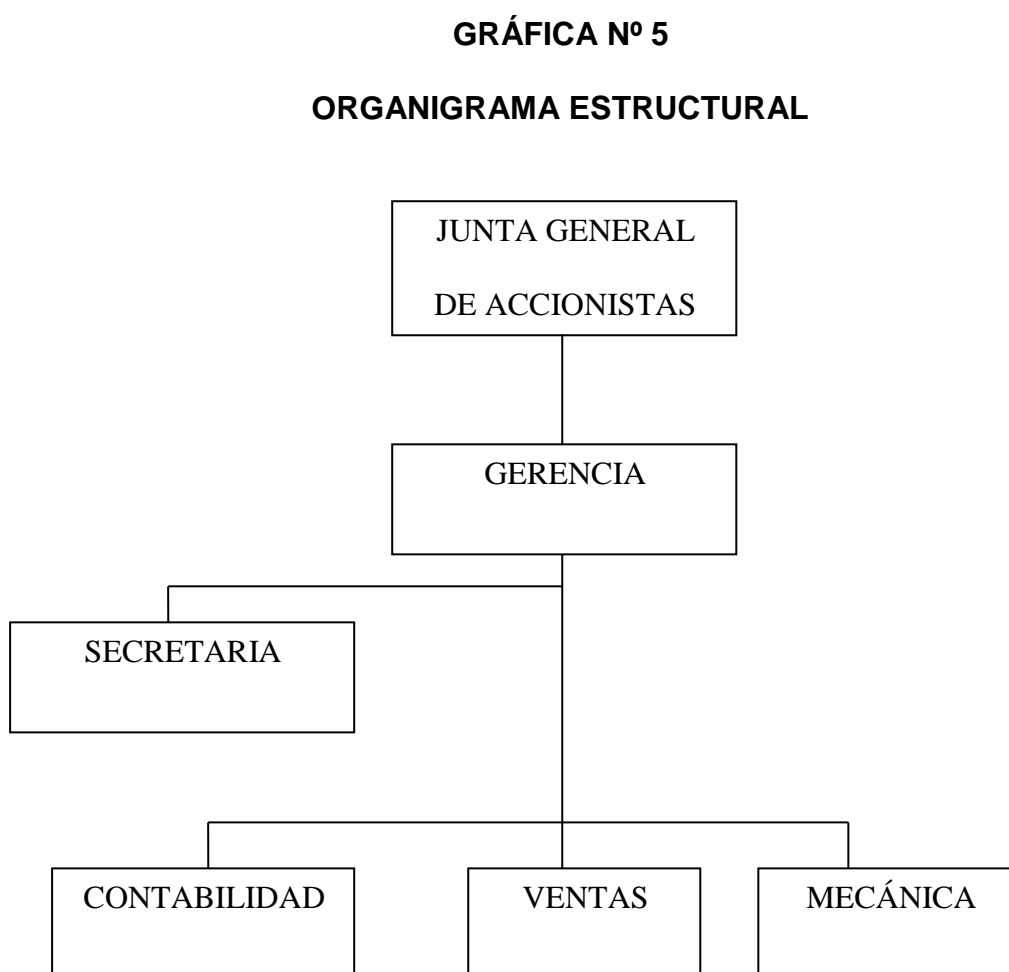 GRÁFICA Nº 5
ORGANIGRAMA ESTRUCTURAL
JUNTA GENERAL
DE ACCIONISTAS
GERENCIA
SECRETARIA
CONTABILIDAD
VENTAS
MECÁNICA